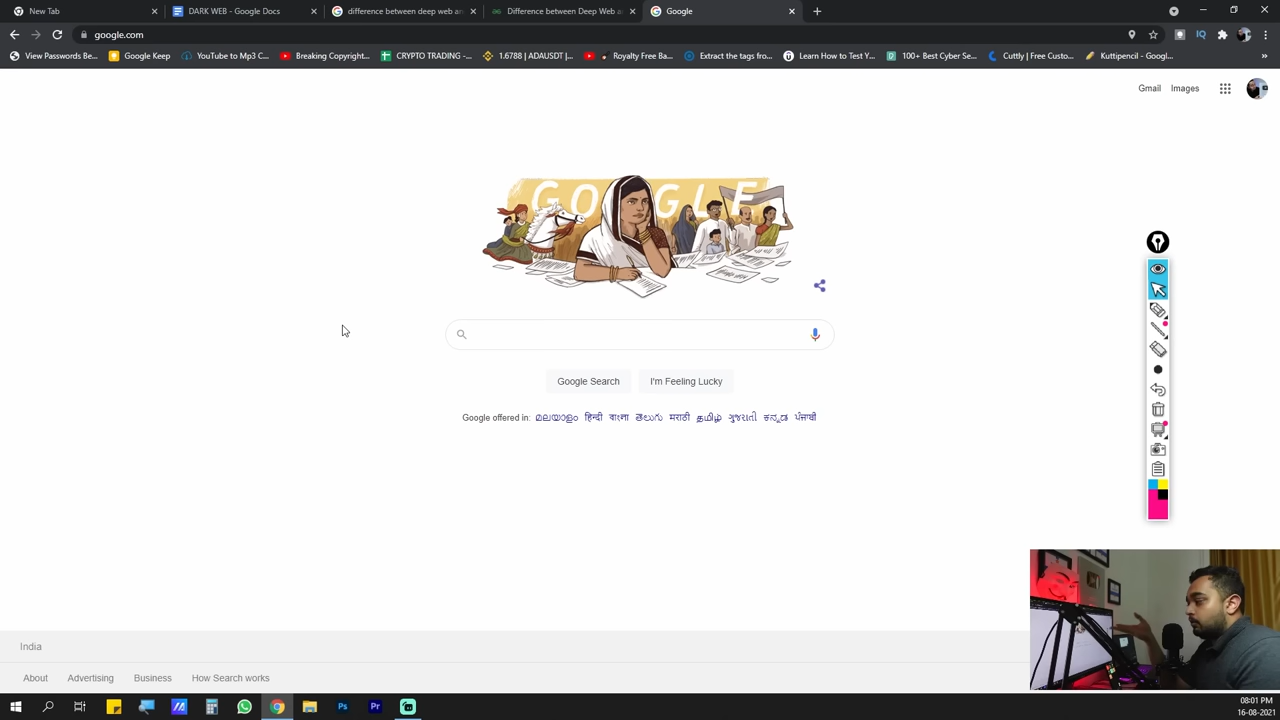 New Tab
DARK WEB - Google Docs
difference between deep web an
Difference between Deep Web a
Google
google.com
View Passwords Be...
Google Keep
YouTube to Mp3 C...
Breaking Corruptio...
CRYPTO TRADING -...
1.6788 | ADAUSDT |...
Royalty Free Ba...
Extract the tags from...
Learn How to Test Y...
100+ Best Cyber Se...
Cuttly | Free Custo...
Kuttipencil - Googl...
Gmail
Images
GOOGLE
Google Search
I'm Feeling Lucky
Google offered in: മലയാളം हिन्दी বাংলা తెలుగు मराठी தமிழ் ગુજરાતી ಕನ್ನಡ ਪੰਜਾਬੀ
India
About
Advertising
Business
How Search works
08:01 PM
16-08-2021